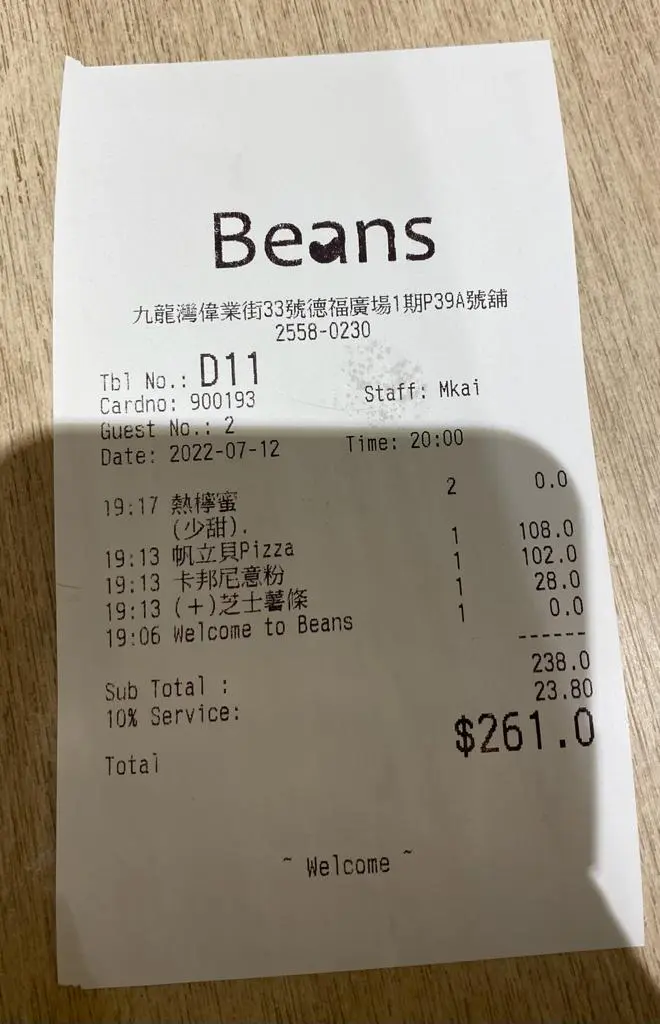 Beans
九龍灣偉業街33號德福廣場1期P39A號舖
2558-0230
Tbl No.: D11
Cardno: 900193 Staff: Mkai
Guest No.: 2
Date: 2022-07-12 Time: 20:00
19:17 熱檸蜜 2 0.0
(少甜).
19:13 帆立貝Pizza 1 108.0
19:13 卡邦尼意粉 1 102.0
19:13 (+)芝士薯條 1 28.0
19:06 Welcome to Beans 1 0.0
------
Sub Total : 238.0
10% Service: 23.80
Total $261.0
~ Welcome ~